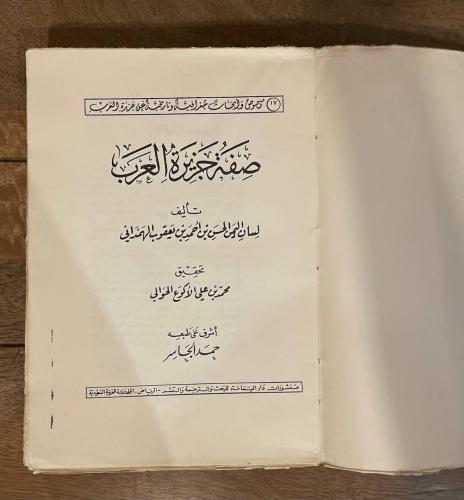 ١٧ نصوص وأبحاث جغرافية وتاريخية عن جزيرة العرب
صفة جزيرة العرب
تأليف
لسان اليمن الحسن بن أحمد بن يعقوب الهمداني
تحقيق
محمد بن علي الأكوع الحوالي
أشرف على طبعه
حمد الجاسر
منشورات دار اليمامة للبحث والترجمة والنشر - الرياض . المملكة العربية السعودية